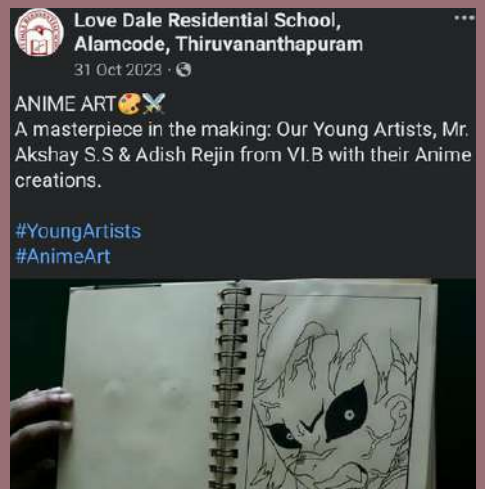 Love Dale Residential School,
Alamcode, Thiruvananthapuram
31 Oct 2023 ·
ANIME ART🎨⚔️
A masterpiece in the making: Our Young Artists, Mr.
Akshay S.S & Adish Rejin from VI.B with their Anime
creations.
#YoungArtists
#AnimeArt